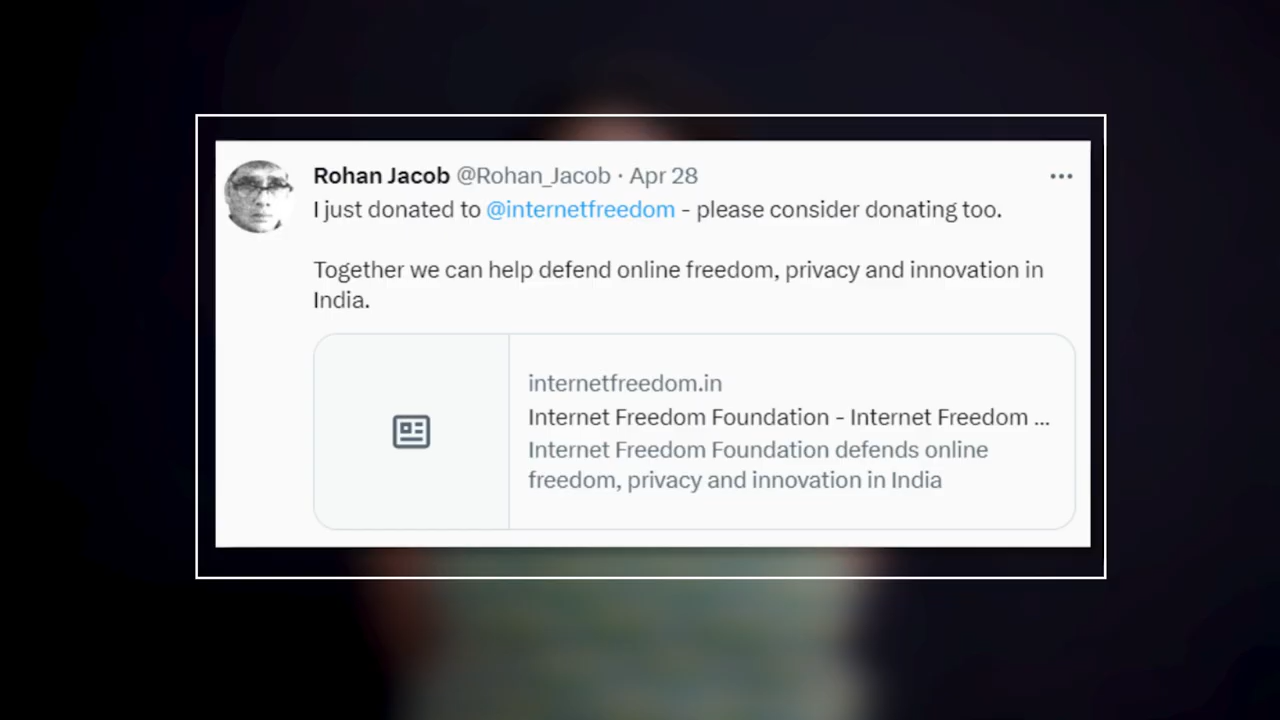 Rohan Jacob @Rohan_Jacob · Apr 28
I just donated to @internetfreedom - please consider donating too.
Together we can help defend online freedom, privacy and innovation in
India.
internetfreedom.in
Internet Freedom Foundation - Internet Freedom ...
Internet Freedom Foundation defends online
freedom, privacy and innovation in India